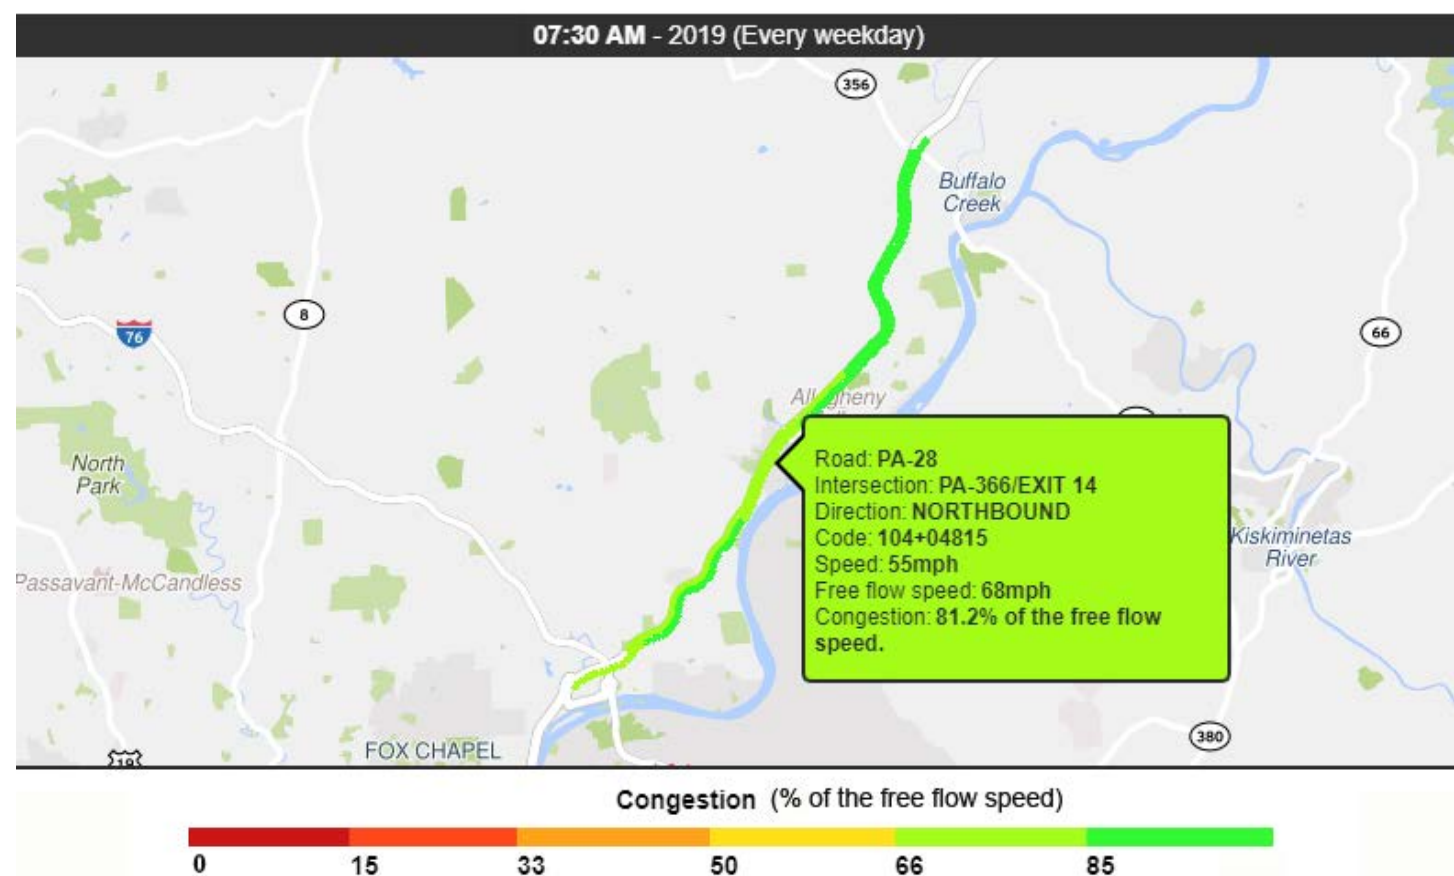 07:30 AM - 2019 (Every weekday)
356
Buffalo
Creek
8
76
66
Allegheny
North
Park
Road: PA-28
Intersection: PA-366/EXIT 14
Direction: NORTHBOUND
Code: 104+04815
Speed: 55mph
Free flow speed: 68mph
Congestion: 81.2% of the free flow
speed.
Kiskiminetas
River
Passavant-McCandless
380
FOX CHAPEL
19
Congestion (% of the free flow speed)
0 15 33 50 66 85